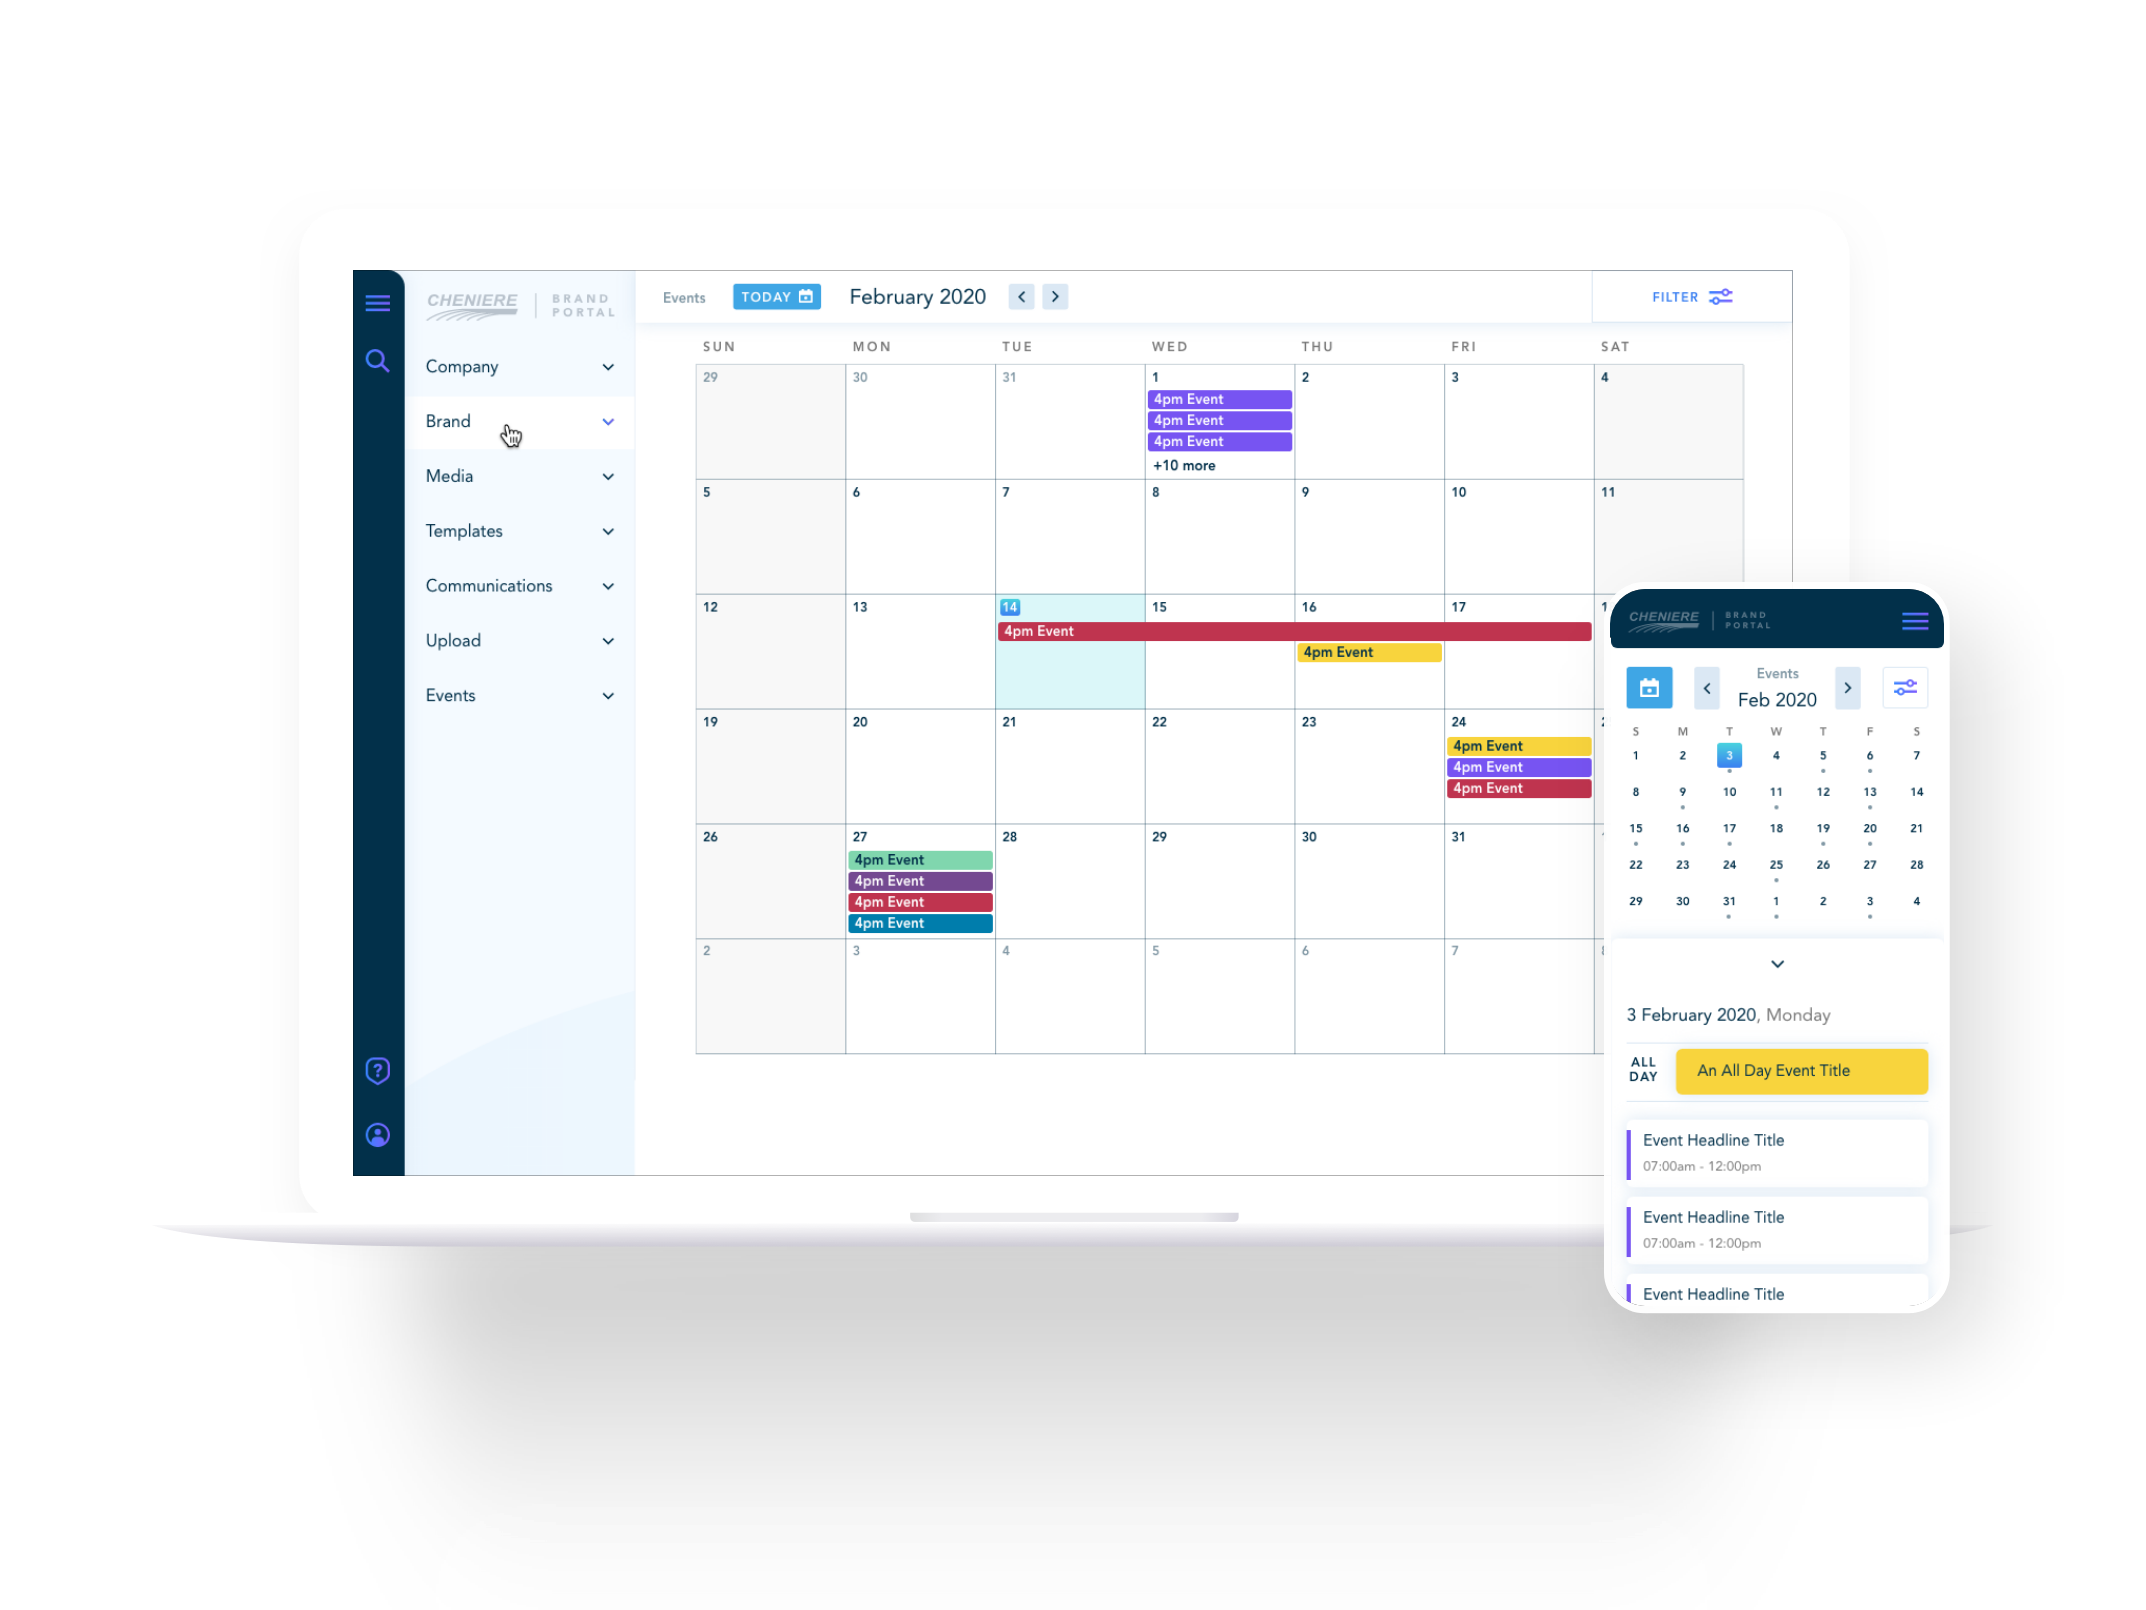 CHENIERE
BRAND
PORTAL
Company
Brand
Media
Templates
Communications
Upload
Events
?
Events TODAY February 2020 FILTER
SUN MON TUE WED THU FRI SAT
29 30 31 1 2 3 4
4pm Event
4pm Event
4pm Event
+10 more
5 6 7 8 9 10 11
12 13 14 15 16 17
4pm Event
4pm Event
19 20 21 22 23 24
4pm Event
4pm Event
4pm Event
26 27 28 29 30 31
4pm Event
4pm Event
4pm Event
4pm Event
2 3 4 5 6 7
CHENIERE
BRAND
PORTAL
Events
Feb 2020
S M T W T F S
1 2 3 4 5 6 7
8 9 10 11 12 13 14
15 16 17 18 19 20 21
22 23 24 25 26 27 28
29 30 31 1 2 3 4
3 February 2020, Monday
ALL
DAY
An All Day Event Title
Event Headline Title
07:00am - 12:00pm
Event Headline Title
07:00am - 12:00pm
Event Headline Title